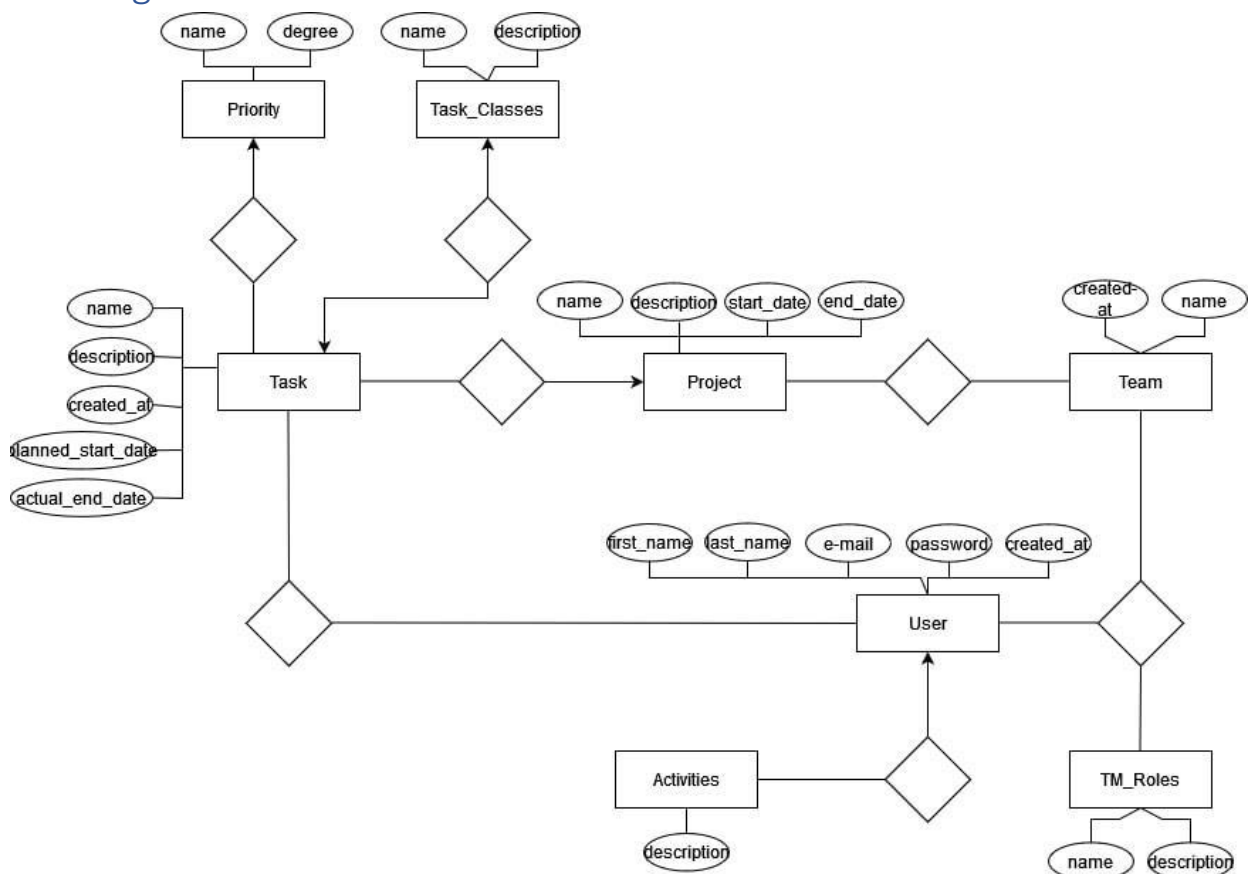 name
degree
name
description
Priority
Task_Classes
name
description
start_date
end_date
created-
at
name
name
description
created_at
planned_start_date
actual_end_date
Task
Project
Team
first_name
last_name
e-mail
password
created_at
User
Activities
TM_Roles
description
name
description